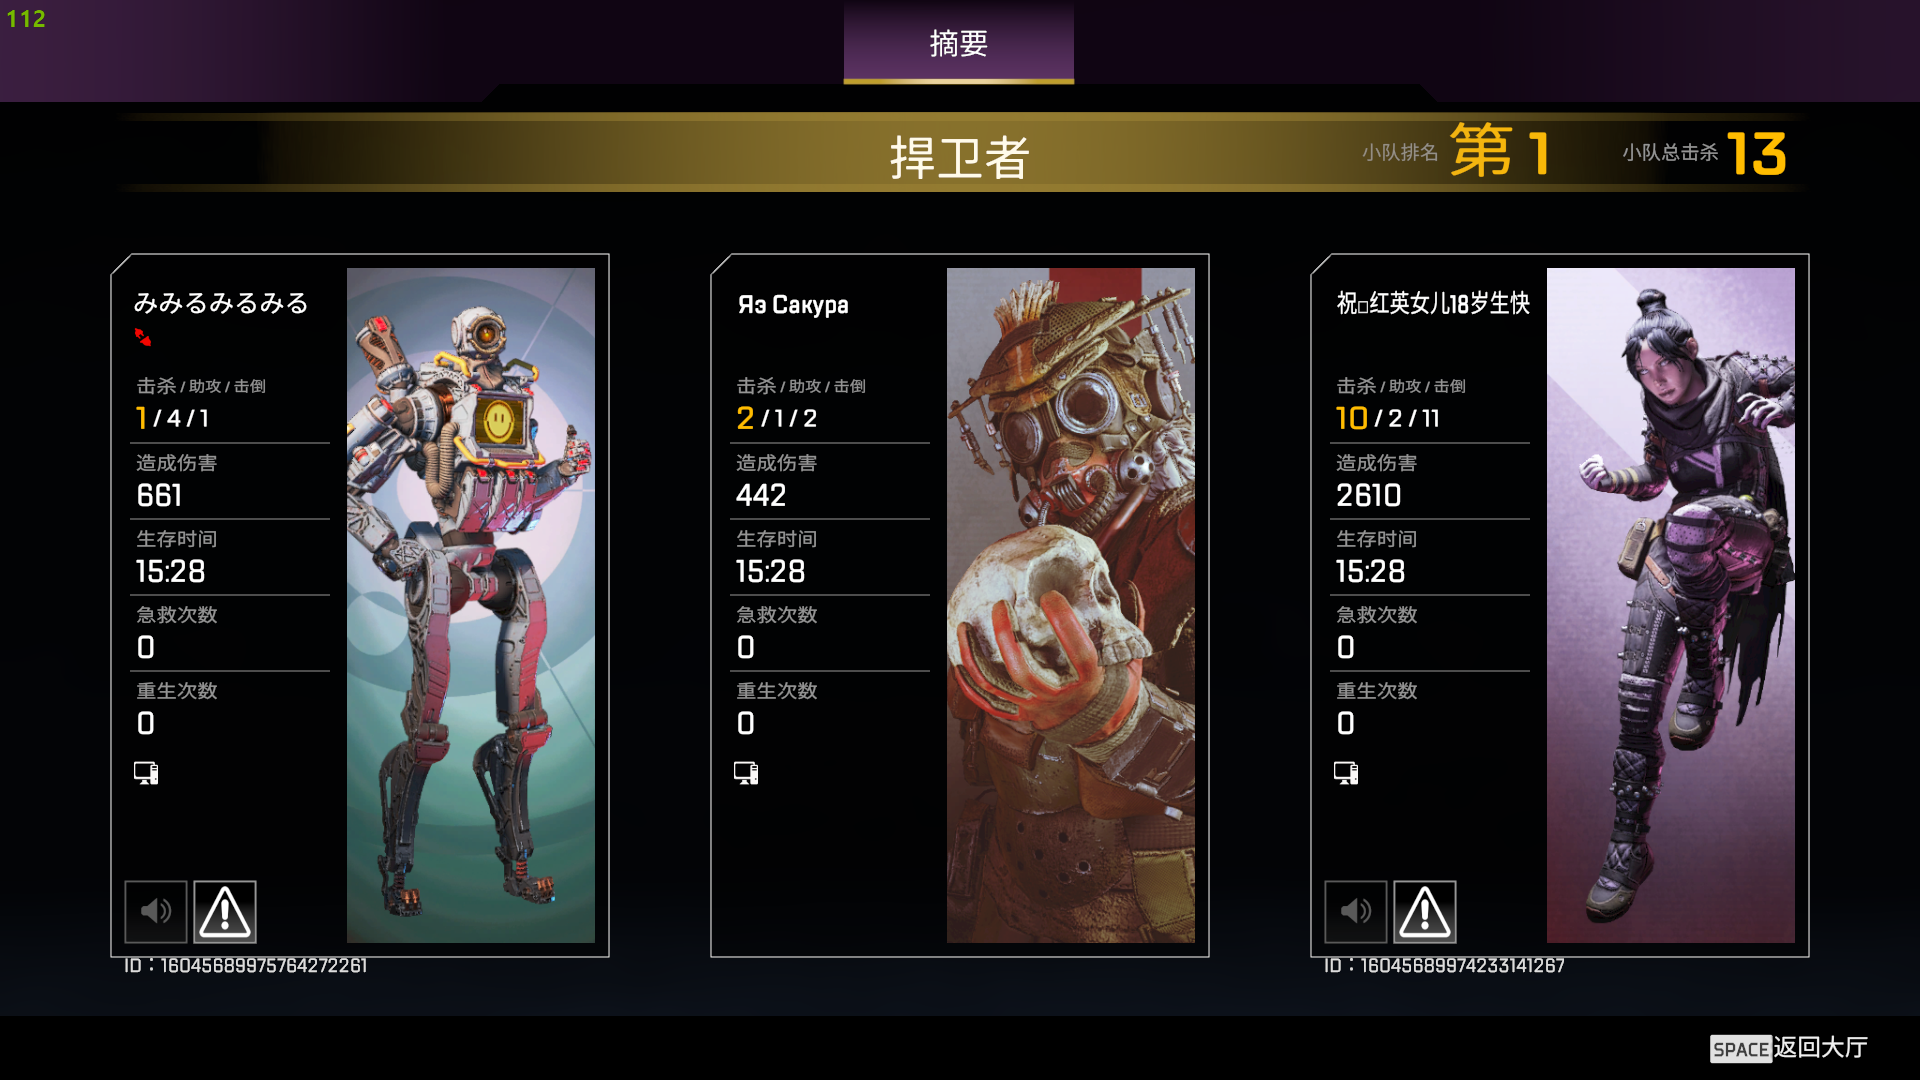 112
摘要
捍卫者
小队排名 第 1
小队总击杀 13
みみるみるみる
击杀 / 助攻 / 击倒
1 / 4 / 1
造成伤害
661
生存时间
15:28
急救次数
0
重生次数
0
ID：16045689975764272261
Яэ Сакура
击杀 / 助攻 / 击倒
2 / 1 / 2
造成伤害
442
生存时间
15:28
急救次数
0
重生次数
0
祝□红英女儿18岁生快
击杀 / 助攻 / 击倒
10 / 2 / 11
造成伤害
2610
生存时间
15:28
急救次数
0
重生次数
0
ID：16045689974233141267
SPACE 返回大厅